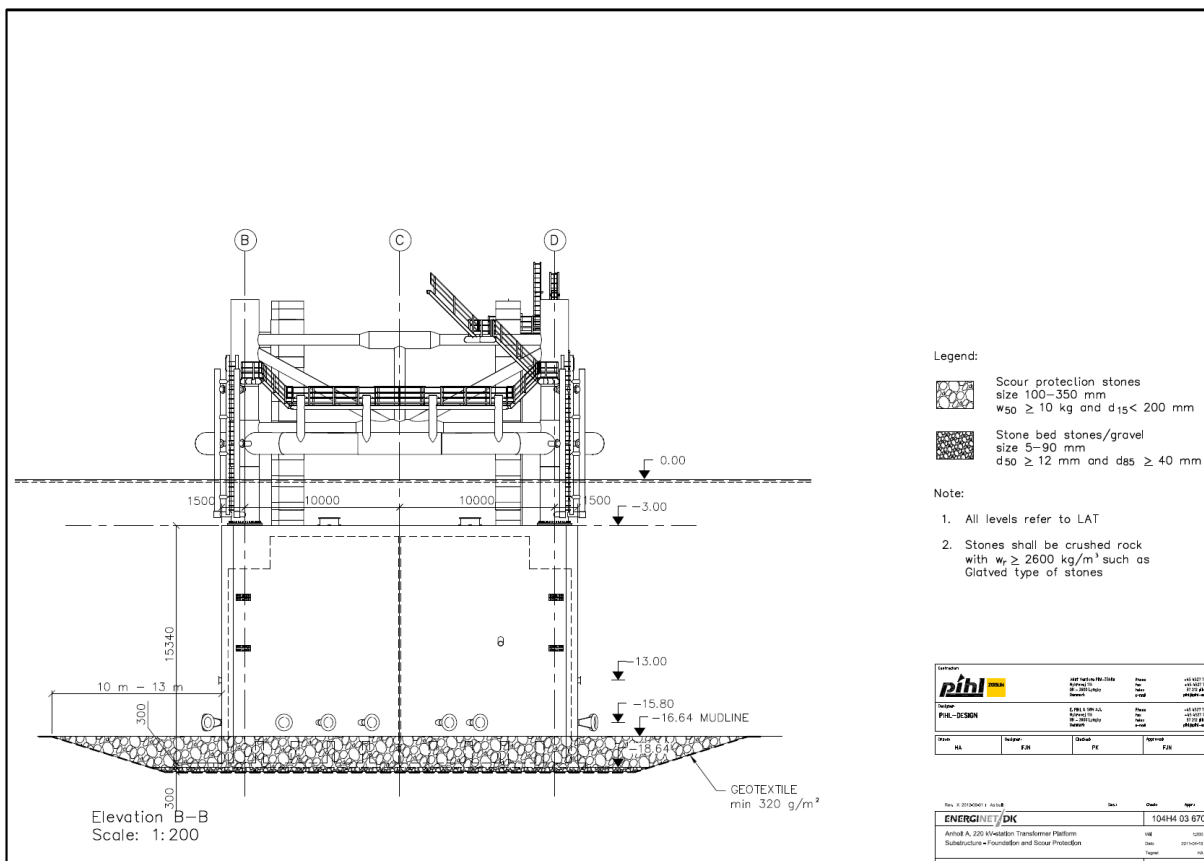 B
C
D
Legend:
Scour protection stones
size 100–350 mm
w50 ≥ 10 kg and d15< 200 mm
Stone bed stones/gravel
size 5–90 mm
d50 ≥ 12 mm and d85 ≥ 40 mm
0.00
1500
10000
10000
1500
-3.00
Note:
1. All levels refer to LAT
2. Stones shall be crushed rock
with wr ≥ 2600 kg/m³ such as
Glatved type of stones
15340
-13.00
10 m – 13 m
-15.80
300
-16.64 MUDLINE
-18.64
300
GEOTEXTILE
min 320 g/m²
Elevation B–B
Scale: 1:200
pihl
Designer:
PIHL-DESIGN
Drawn
Designer:
Checked:
Approved:
HA
FJN
PK
FJN
ENERGINET/DK
104H4 03 670
Anholt A, 220 kV-station Transformer Platform
Substructure – Foundation and Scour Protection